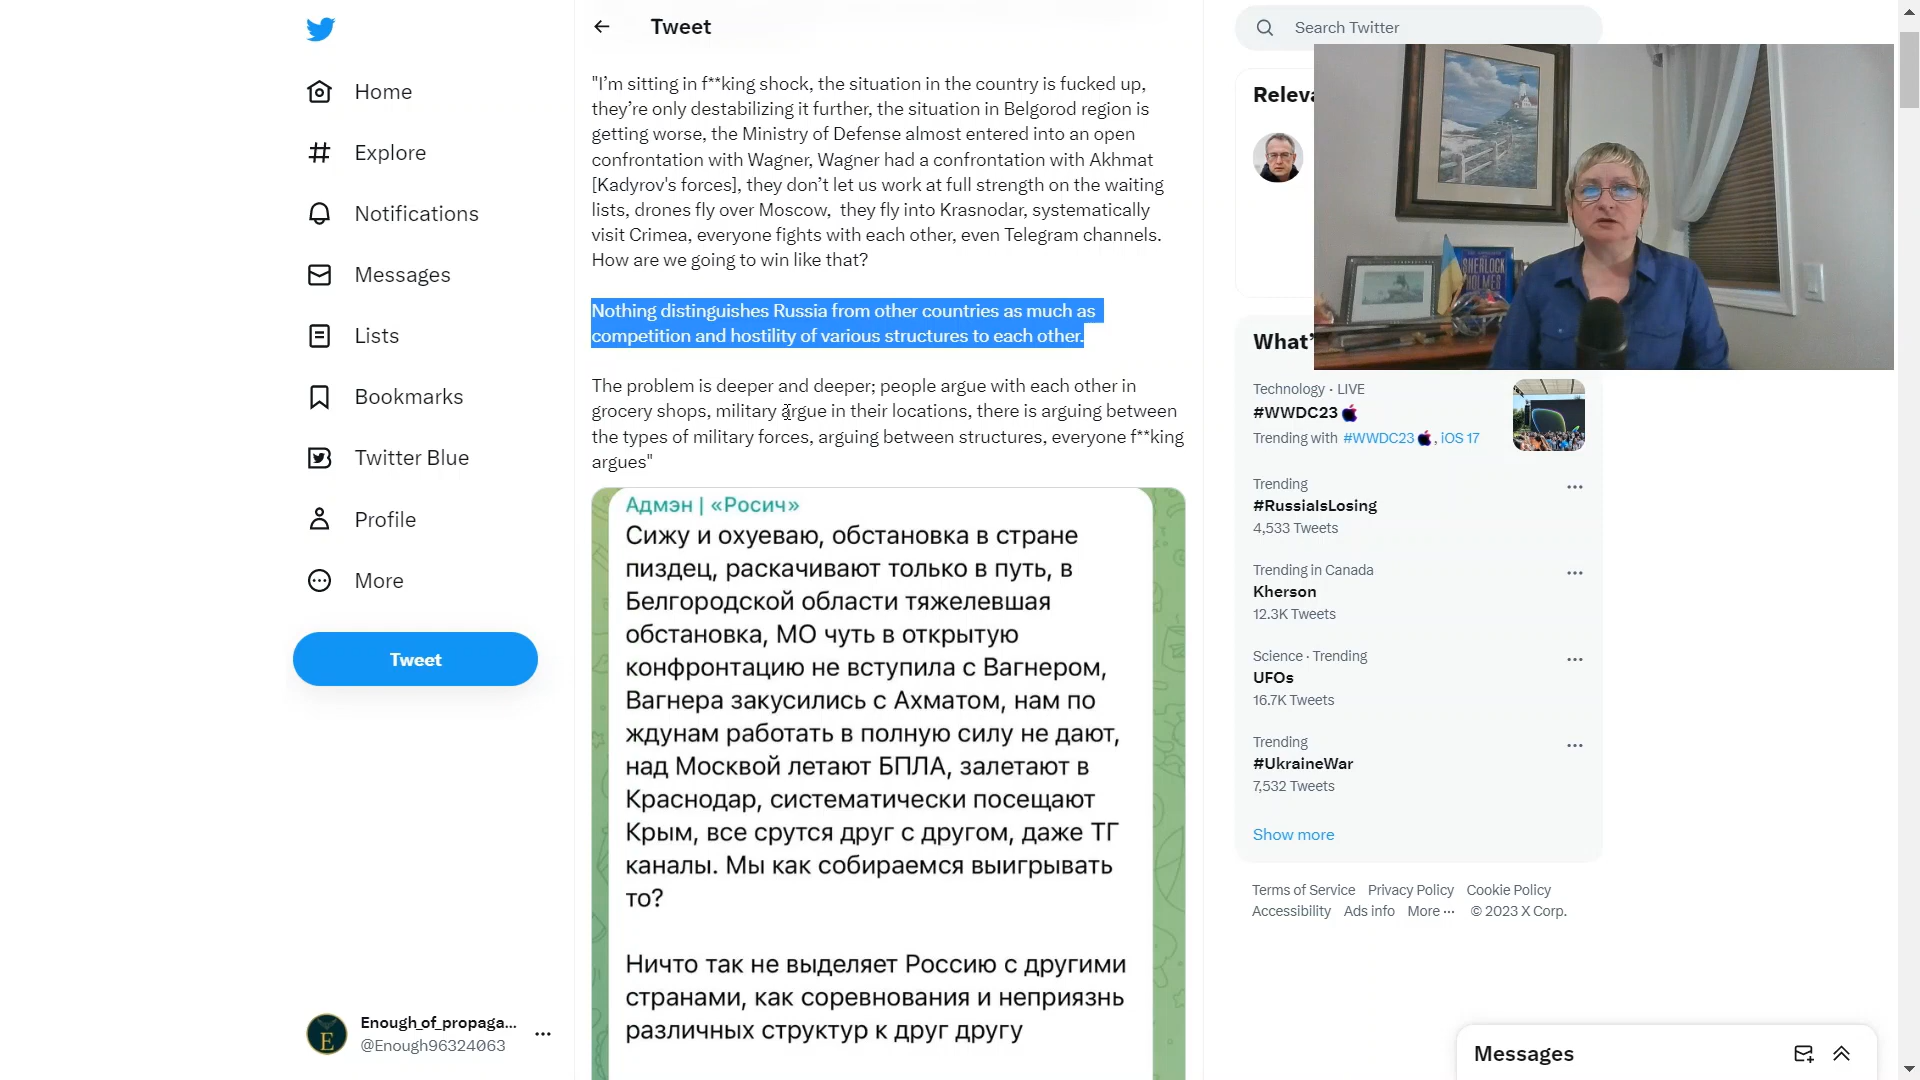 Tweet
Search Twitter
Home
Explore
Notifications
Messages
Lists
Bookmarks
Twitter Blue
Profile
More
Tweet
Enough_of_propaga...
@Enough96324063
"I’m sitting in f**king shock, the situation in the country is fucked up,
they’re only destabilizing it further, the situation in Belgorod region is
getting worse, the Ministry of Defense almost entered into an open
confrontation with Wagner, Wagner had a confrontation with Akhmat
[Kadyrov's forces], they don’t let us work at full strength on the waiting
lists, drones fly over Moscow, they fly into Krasnodar, systematically
visit Crimea, everyone fights with each other, even Telegram channels.
How are we going to win like that?
Nothing distinguishes Russia from other countries as much as
competition and hostility of various structures to each other.
The problem is deeper and deeper; people argue with each other in
grocery shops, military argue in their locations, there is arguing between
the types of military forces, arguing between structures, everyone f**king
argues"
Адмэн | «Росич»
Сижу и охуеваю, обстановка в стране
пиздец, раскачивают только в путь, в
Белгородской области тяжелевшая
обстановка, МО чуть в открытую
конфронтацию не вступила с Вагнером,
Вагнера закусились с Ахматом, нам по
ждунам работать в полную силу не дают,
над Москвой летают БПЛА, залетают в
Краснодар, систематически посещают
Крым, все срутся друг с другом, даже ТГ
каналы. Мы как собираемся выигрывать
то?
Ничто так не выделяет Россию с другими
странами, как соревнования и неприязнь
различных структур к друг другу
Releva
SHERLOCK
HOLMES
What’
Technology · LIVE
#WWDC23
Trending with #WWDC23 , iOS 17
Trending
#RussiaIsLosing
4,533 Tweets
Trending in Canada
Kherson
12.3K Tweets
Science · Trending
UFOs
16.7K Tweets
Trending
#UkraineWar
7,532 Tweets
Show more
Terms of Service Privacy Policy Cookie Policy
Accessibility Ads info More ··· © 2023 X Corp.
Messages